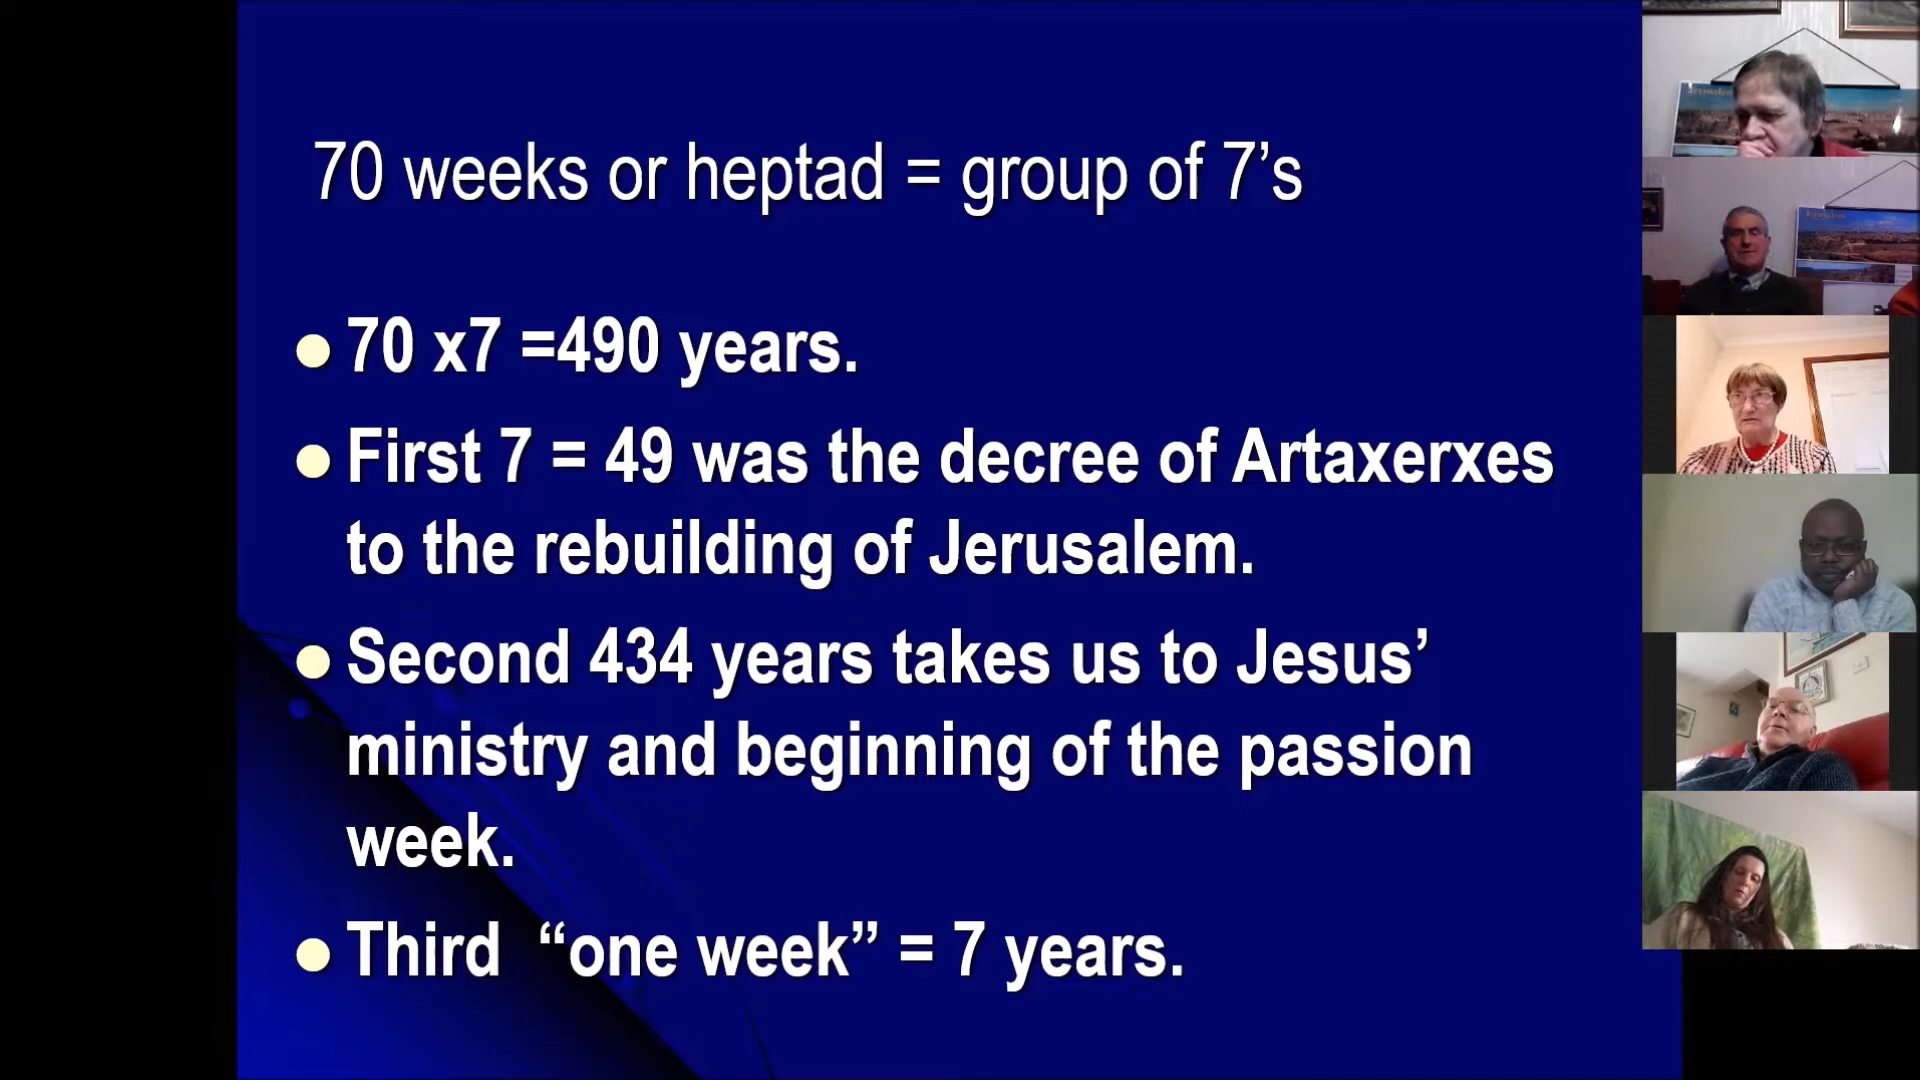 70 weeks or heptad = group of 7’s
70 x7 =490 years.
First 7 = 49 was the decree of Artaxerxes
to the rebuilding of Jerusalem.
Second 434 years takes us to Jesus’
ministry and beginning of the passion
week.
Third “one week” = 7 years.
Jerusalem